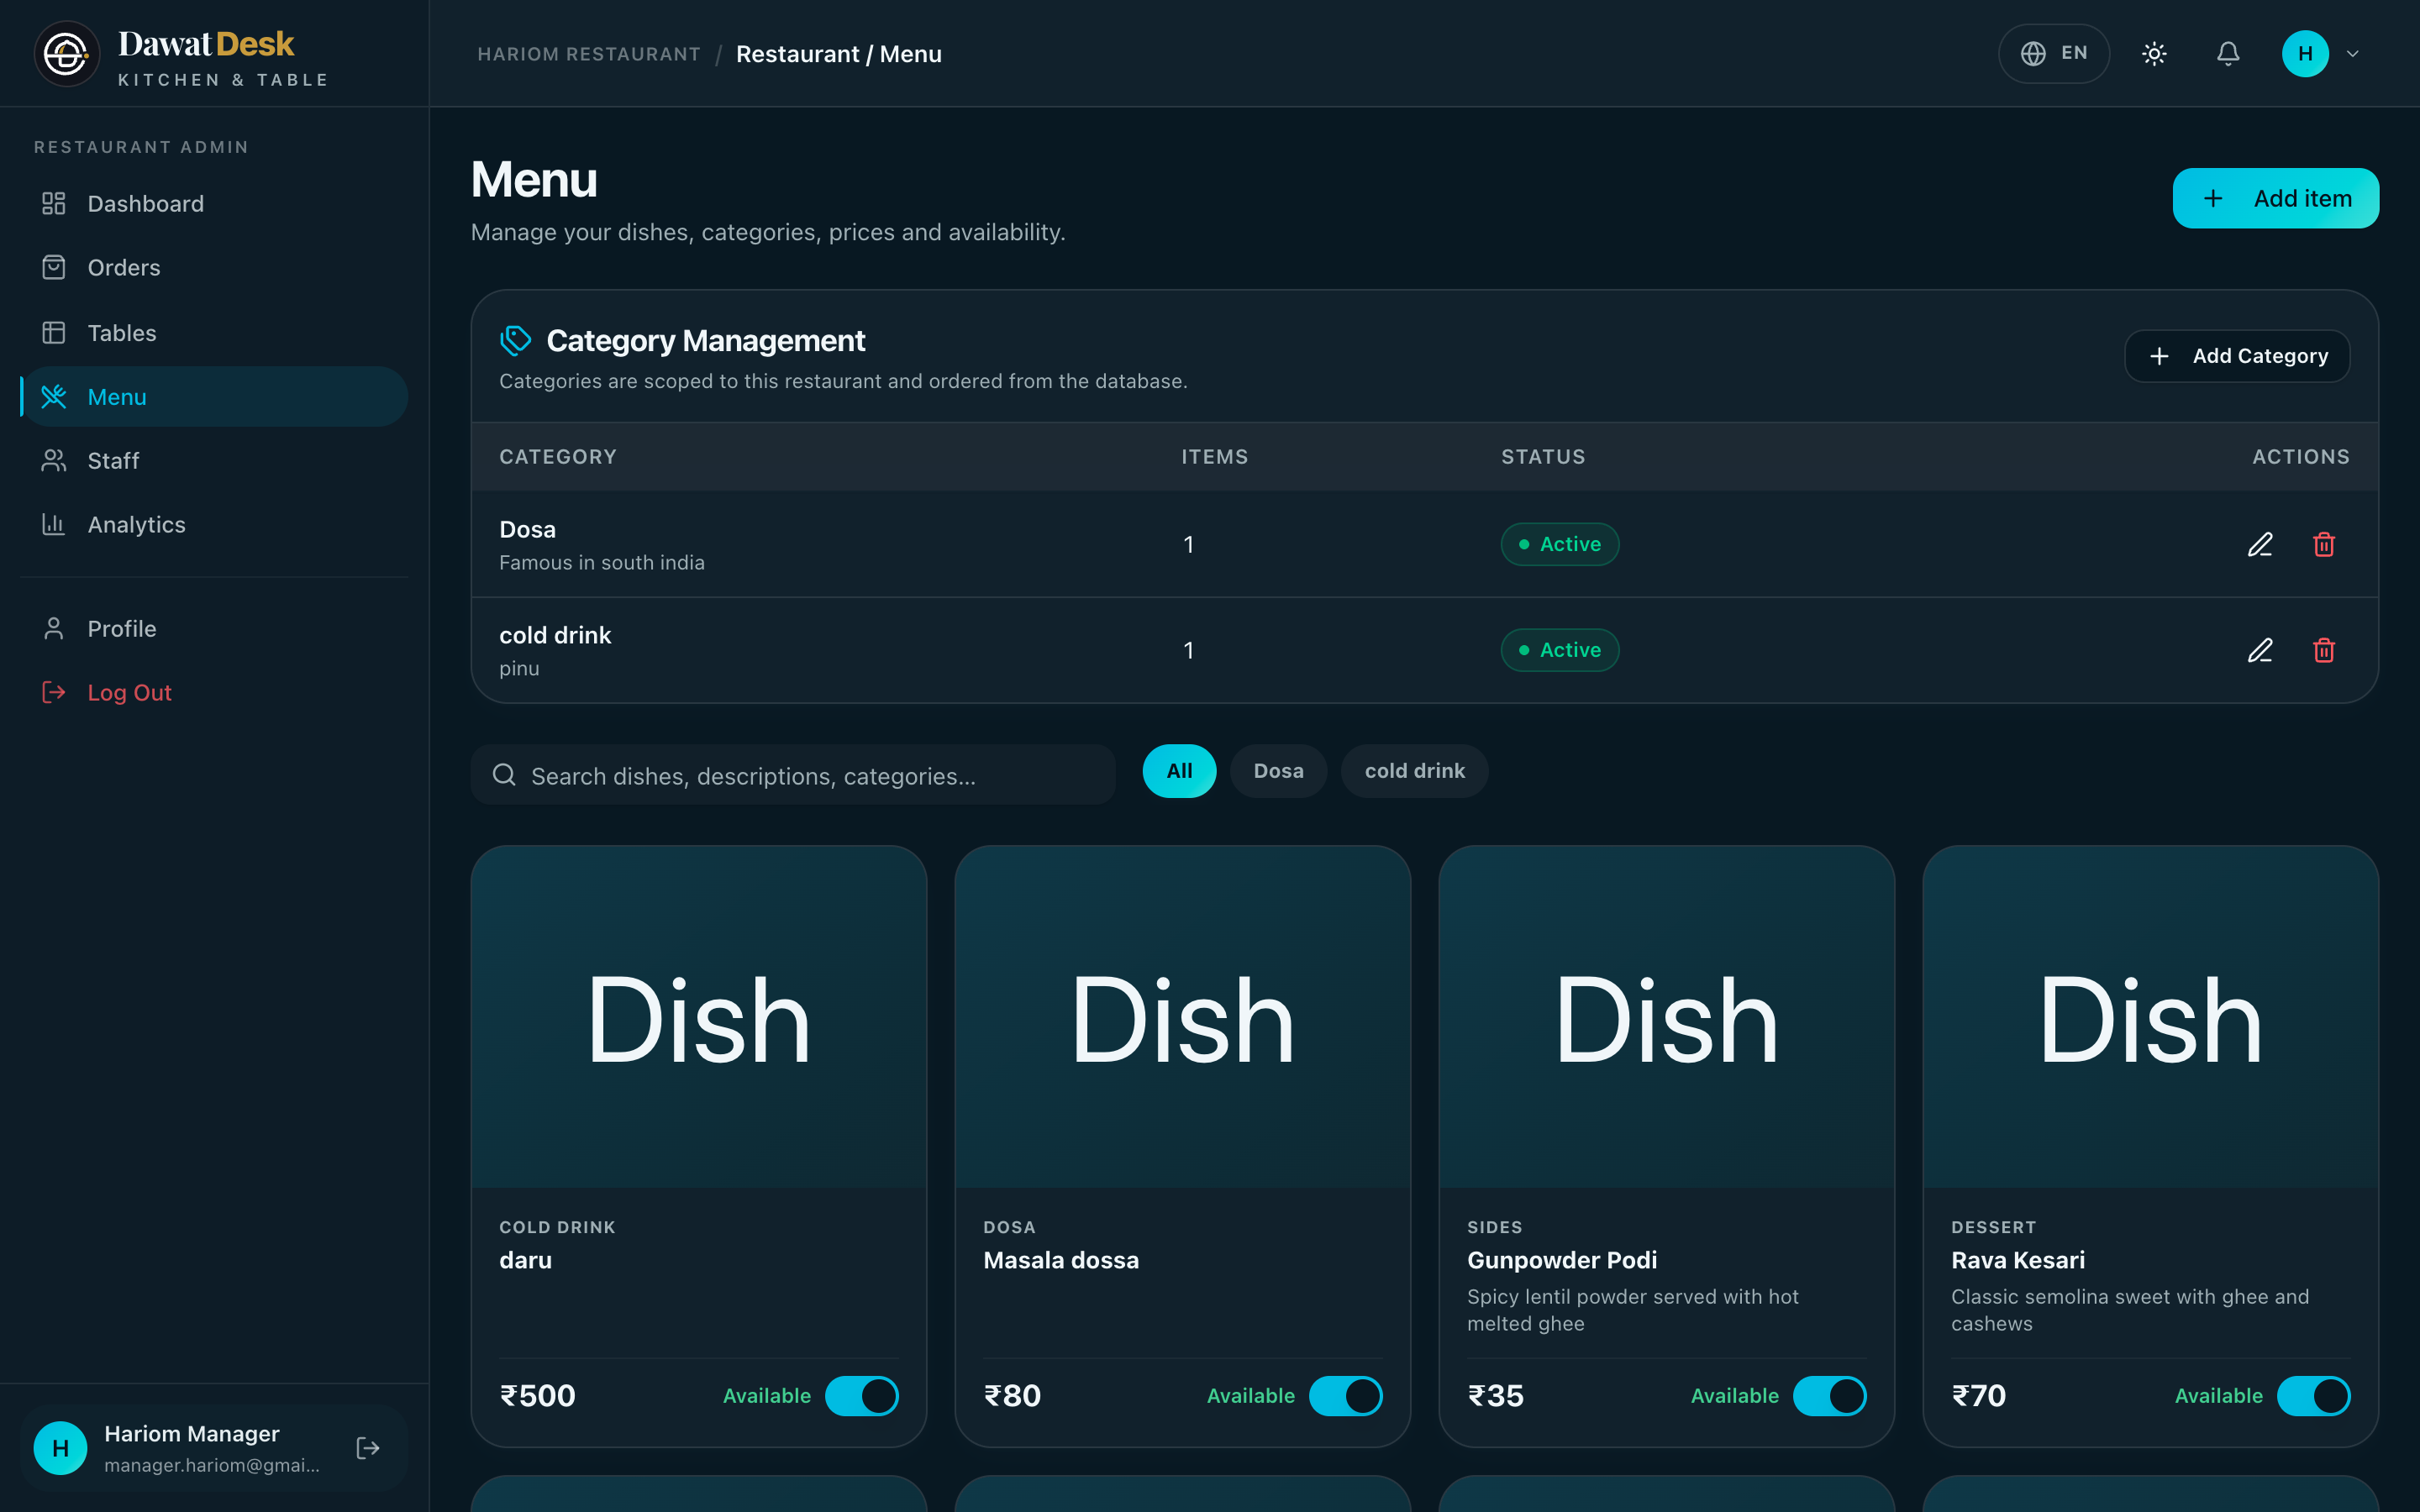 DawatDesk
KITCHEN & TABLE
HARIOM RESTAURANT / Restaurant / Menu
EN
H
RESTAURANT ADMIN
Dashboard
Orders
Tables
Menu
Staff
Analytics
Profile
Log Out
Hariom Manager
manager.hariom@gmai...
H
Menu
Manage your dishes, categories, prices and availability.
Add item
Category Management
Categories are scoped to this restaurant and ordered from the database.
Add Category
CATEGORY ITEMS STATUS ACTIONS
Dosa
Famous in south india
1
Active
cold drink
pinu
1
Active
Search dishes, descriptions, categories...
All
Dosa
cold drink
Dish
COLD DRINK
daru
₹500
Available
Dish
DOSA
Masala dossa
₹80
Available
Dish
SIDES
Gunpowder Podi
Spicy lentil powder served with hot
melted ghee
₹35
Available
Dish
DESSERT
Rava Kesari
Classic semolina sweet with ghee and
cashews
₹70
Available